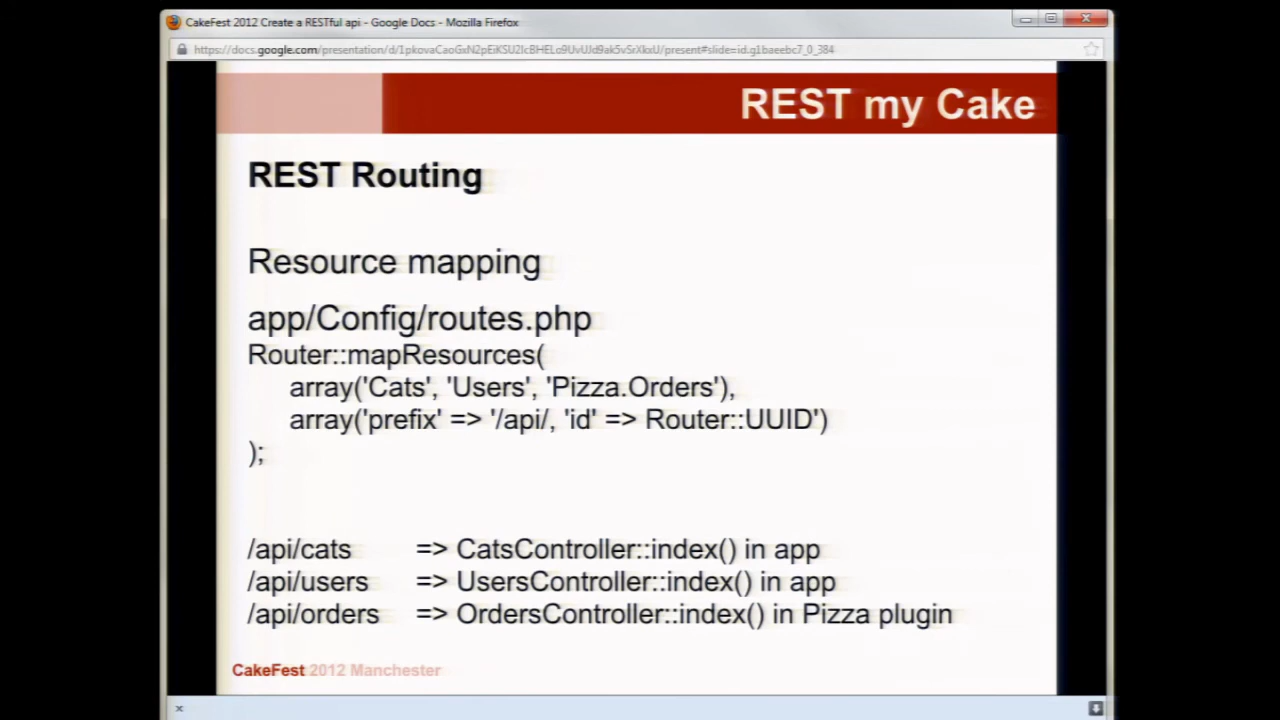 CakeFest 2012 Create a RESTful api - Google Docs - Mozilla Firefox
REST my Cake
REST Routing
Resource mapping
app/Config/routes.php
Router::mapResources(
array('Cats', 'Users', 'Pizza.Orders'),
array('prefix' => '/api/, 'id' => Router::UUID')
);
/api/cats => CatsController::index() in app
/api/users => UsersController::index() in app
/api/orders => OrdersController::index() in Pizza plugin
CakeFest 2012 Manchester